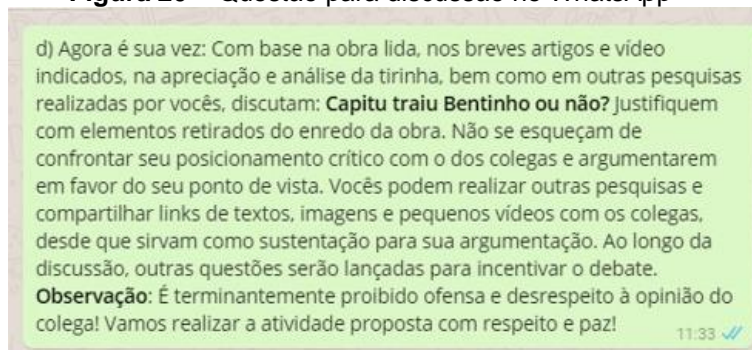 d) Agora é sua vez: Com base na obra lida, nos breves artigos e vídeo
indicados, na apreciação e análise da tirinha, bem como em outras pesquisas
realizadas por vocês, discutam: Capitu traiu Bentinho ou não? Justifiquem
com elementos retirados do enredo da obra. Não se esqueçam de
confrontar seu posicionamento crítico com o dos colegas e argumentarem
em favor do seu ponto de vista. Vocês podem realizar outras pesquisas e
compartilhar links de textos, imagens e pequenos vídeos com os colegas,
desde que sirvam como sustentação para sua argumentação. Ao longo da
discussão, outras questões serão lançadas para incentivar o debate.
Observação: É terminantemente proibido ofensa e desrespeito à opinião do
colega! Vamos realizar a atividade proposta com respeito e paz!
11:33